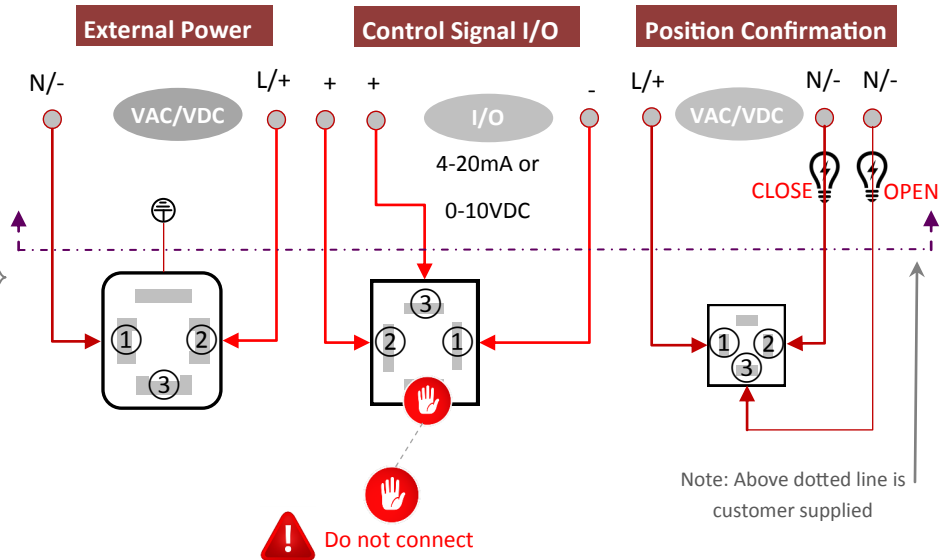 External Power
Control Signal I/O
Position Confirmation
N/-
VAC/VDC
L/+
+
+
I/O
-
L/+
VAC/VDC
N/-
N/-
4-20mA or
0-10VDC
CLOSE
OPEN
1
2
3
3
2
1
1
2
3
Note: Above dotted line is
customer supplied
! Do not connect